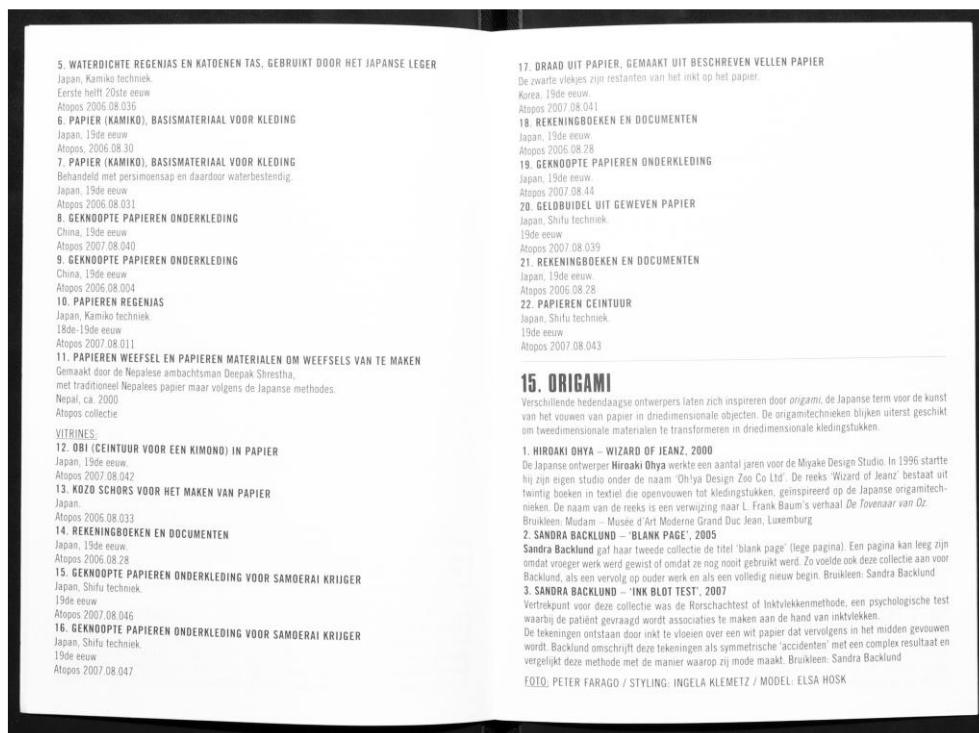 5. WATERDICHTE REGENJAS EN KATOENEN TAS, GEBRUIKT DOOR HET JAPANSE LEGER
Japan, Kamiko techniek.
Eerste helft 20ste eeuw
Atopos 2006.08.036
6. PAPIER (KAMIKO), BASISMATERIAAL VOOR KLEDING
Japan, 19de eeuw
Atopos, 2006.08.30
7. PAPIER (KAMIKO), BASISMATERIAAL VOOR KLEDING
Behandeld met persimoensap en daardoor waterbestendig.
Japan, 19de eeuw
Atopos 2006.08.031
8. GEKNOOPTE PAPIEREN ONDERKLEDING
China, 19de eeuw
Atopos 2007.08.040
9. GEKNOOPTE PAPIEREN ONDERKLEDING
China, 19de eeuw
Atopos 2006.08.004
10. PAPIEREN REGENJAS
Japan, Kamiko techniek.
18de-19de eeuw
Atopos 2007.08.011
11. PAPIEREN WEEFSEL EN PAPIEREN MATERIALEN OM WEEFSELS VAN TE MAKEN
Gemaakt door de Nepalese ambachtsman Deepak Shrestha,
met traditioneel Nepalees papier maar volgens de Japanse methodes.
Nepal, ca. 2000
Atopos collectie
VITRINES:
12. OBI (CEINTUUR VOOR EEN KIMONO) IN PAPIER
Japan, 19de eeuw.
Atopos 2007.08.042
13. KOZO SCHORS VOOR HET MAKEN VAN PAPIER
Japan.
Atopos 2006.08.033
14. REKENINGBOEKEN EN DOCUMENTEN
Japan, 19de eeuw.
Atopos 2006.08.28
15. GEKNOOPTE PAPIEREN ONDERKLEDING VOOR SAMOERAI KRIJGER
Japan, Shifu techniek.
19de eeuw
Atopos 2007.08.046
16. GEKNOOPTE PAPIEREN ONDERKLEDING VOOR SAMOERAI KRIJGER
Japan, Shifu techniek.
19de eeuw
Atopos 2007.08.047
17. DRAAD UIT PAPIER, GEMAAKT UIT BESCHREVEN VELLEN PAPIER
De zwarte vlekjes zijn restanten van het inkt op het papier.
Korea, 19de eeuw.
Atopos 2007.08.041
18. REKENINGBOEKEN EN DOCUMENTEN
Japan, 19de eeuw.
Atopos 2006.08.28
19. GEKNOOPTE PAPIEREN ONDERKLEDING
Japan, 19de eeuw.
Atopos 2007.08.44
20. GELDBUIDEL UIT GEWEVEN PAPIER
Japan, Shifu techniek.
19de eeuw
Atopos 2007.08.039
21. REKENINGBOEKEN EN DOCUMENTEN
Japan, 19de eeuw.
Atopos 2006.08.28
22. PAPIEREN CEINTUUR
Japan, Shifu techniek.
19de eeuw
Atopos 2007.08.043
15. ORIGAMI
Verschillende hedendaagse ontwerpers laten zich inspireren door origami, de Japanse term voor de kunst
van het vouwen van papier in driedimensionale objecten. De origamitechnieken blijken uiterst geschikt
om tweedimensionale materialen te transformeren in driedimensionale kledingstukken.
1. HIROAKI OHYA – WIZARD OF JEANZ, 2000
De Japanse ontwerper Hiroaki Ohya werkte een aantal jaren voor de Miyake Design Studio. In 1996 startte
hij zijn eigen studio onder de naam ‘Oh!ya Design Zoo Co Ltd’. De reeks ‘Wizard of Jeanz’ bestaat uit
twintig boeken in textiel die openvouwen tot kledingstukken, geïnspireerd op de Japanse origamitech-
nieken. De naam van de reeks is een verwijzing naar L. Frank Baum's verhaal De Tovenaar van Oz.
Bruikleen: Mudam – Musée d'Art Moderne Grand Duc Jean, Luxemburg
2. SANDRA BACKLUND – ‘BLANK PAGE’, 2005
Sandra Backlund gaf haar tweede collectie de titel ‘blank page’ (lege pagina). Een pagina kan leeg zijn
omdat vroeger werk werd gewist of omdat ze nog nooit gebruikt werd. Zo voelde ook deze collectie aan voor
Backlund, als een vervolg op ouder werk en als een volledig nieuw begin. Bruikleen: Sandra Backlund
3. SANDRA BACKLUND – ‘INK BLOT TEST’, 2007
Vertrekpunt voor deze collectie was de Rorschachtest of Inktvlekkenmethode, een psychologische test
waarbij de patiënt gevraagd wordt associaties te maken aan de hand van inktvlekken.
De tekeningen ontstaan door inkt te vloeien over een wit papier dat vervolgens in het midden gevouwen
wordt. Backlund omschrijft deze tekeningen als symmetrische ‘accidenten’ met een complex resultaat en
vergelijkt deze methode met de manier waarop zij mode maakt. Bruikleen: Sandra Backlund
FOTO: PETER FARAGO / STYLING: INGELA KLEMETZ / MODEL: ELSA HOSK